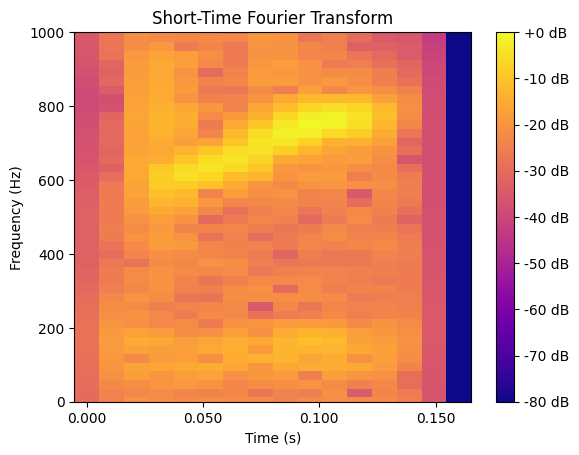 Short-Time Fourier Transform
1000
800
600
400
200
0
Frequency (Hz)
0.000
0.050
0.100
0.150
Time (s)
+0 dB
-10 dB
-20 dB
-30 dB
-40 dB
-50 dB
-60 dB
-70 dB
-80 dB